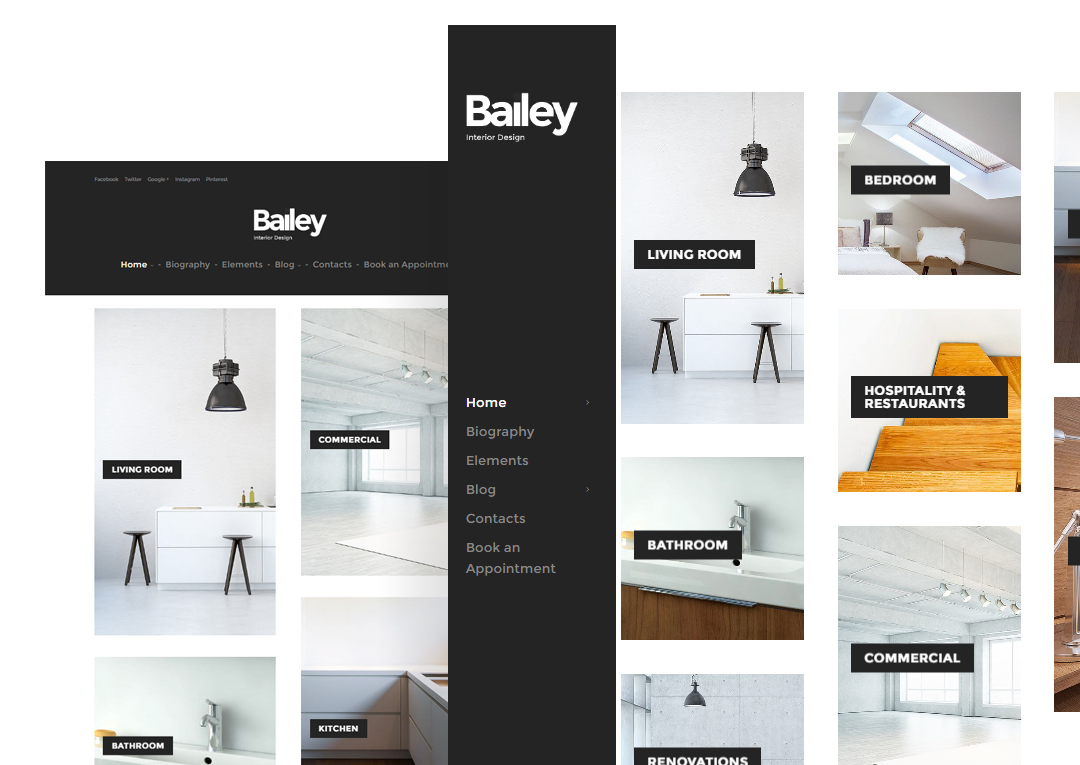 Facebook Twitter Google + Instagram Pinterest
Bailey
Interior Design
Home - Biography - Elements - Blog - Contacts - Book an Appointme
LIVING ROOM
COMMERCIAL
BATHROOM
KITCHEN
Bailey
Interior Design
Home
Biography
Elements
Blog
Contacts
Book an
Appointment
LIVING ROOM
BEDROOM
HOSPITALITY &
RESTAURANTS
BATHROOM
COMMERCIAL
RENOVATIONS